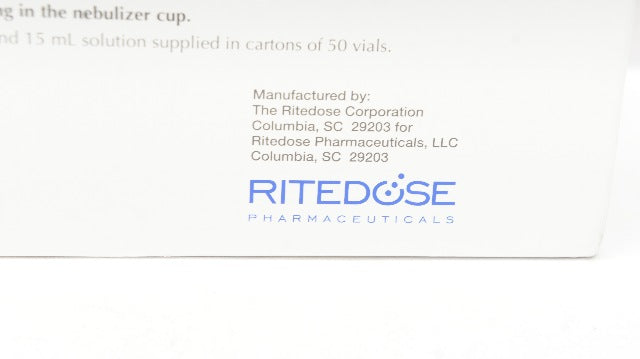 in the nebulizer cup.
15 mL solution supplied in cartons of 50 vials.
Manufactured by:
The Ritedose Corporation
Columbia, SC 29203 for
Ritedose Pharmaceuticals, LLC
Columbia, SC 29203
RITEDOSE
PHARMACEUTICALS